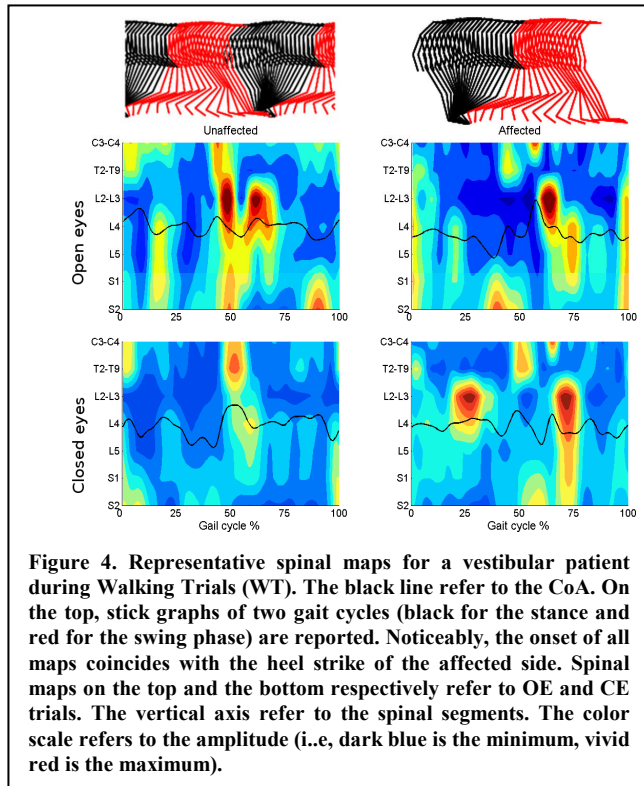 Unaffected
Affected
Open eyes
C3-C4
T2-T9
L2-L3
L4
L5
S1
S2
0 25 50 75 100
C3-C4
T2-T9
L2-L3
L4
L5
S1
S2
0 25 50 75 100
Closed eyes
C3-C4
T2-T9
L2-L3
L4
L5
S1
S2
0 25 50 75 100
Gait cycle %
C3-C4
T2-T9
L2-L3
L4
L5
S1
S2
0 25 50 75 100
Gait cycle %
Figure 4. Representative spinal maps for a vestibular patient
during Walking Trials (WT). The black line refer to the CoA. On
the top, stick graphs of two gait cycles (black for the stance and
red for the swing phase) are reported. Noticeably, the onset of all
maps coincides with the heel strike of the affected side. Spinal
maps on the top and the bottom respectively refer to OE and CE
trials. The vertical axis refer to the spinal segments. The color
scale refers to the amplitude (i..e, dark blue is the minimum, vivid
red is the maximum).